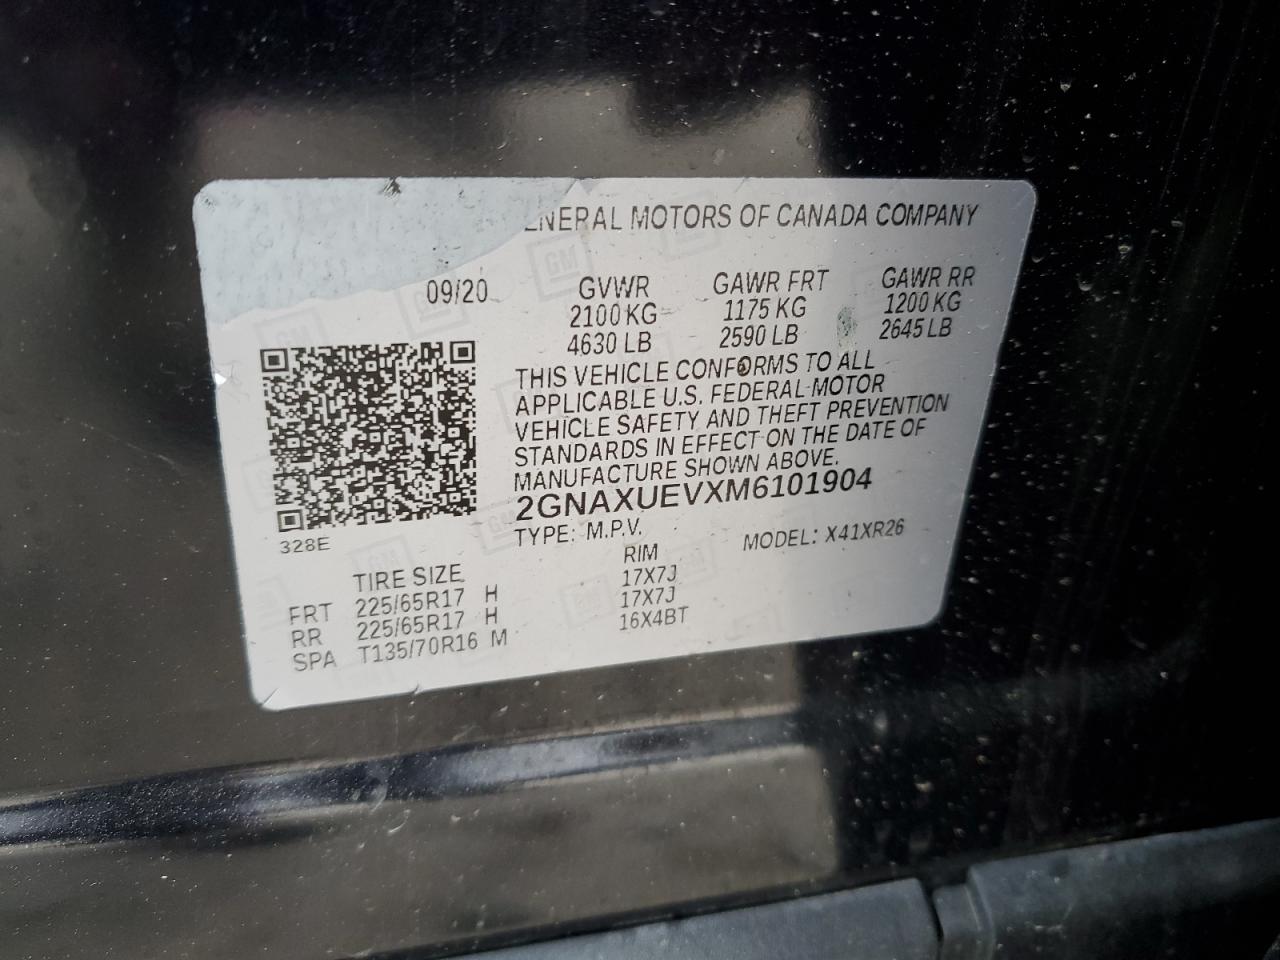 ENERAL MOTORS OF CANADA COMPANY
09/20
GVWR GAWR FRT GAWR RR
2100 KG 1175 KG 1200 KG
4630 LB 2590 LB 2645 LB
THIS VEHICLE CONFORMS TO ALL
APPLICABLE U.S. FEDERAL MOTOR
VEHICLE SAFETY AND THEFT PREVENTION
STANDARDS IN EFFECT ON THE DATE OF
MANUFACTURE SHOWN ABOVE.
2GNAXUEVXM6101904
TYPE: M.P.V. MODEL: X41XR26
328E
TIRE SIZE RIM
FRT 225/65R17 H 17X7J
RR 225/65R17 H 17X7J
SPA T135/70R16 M 16X4BT